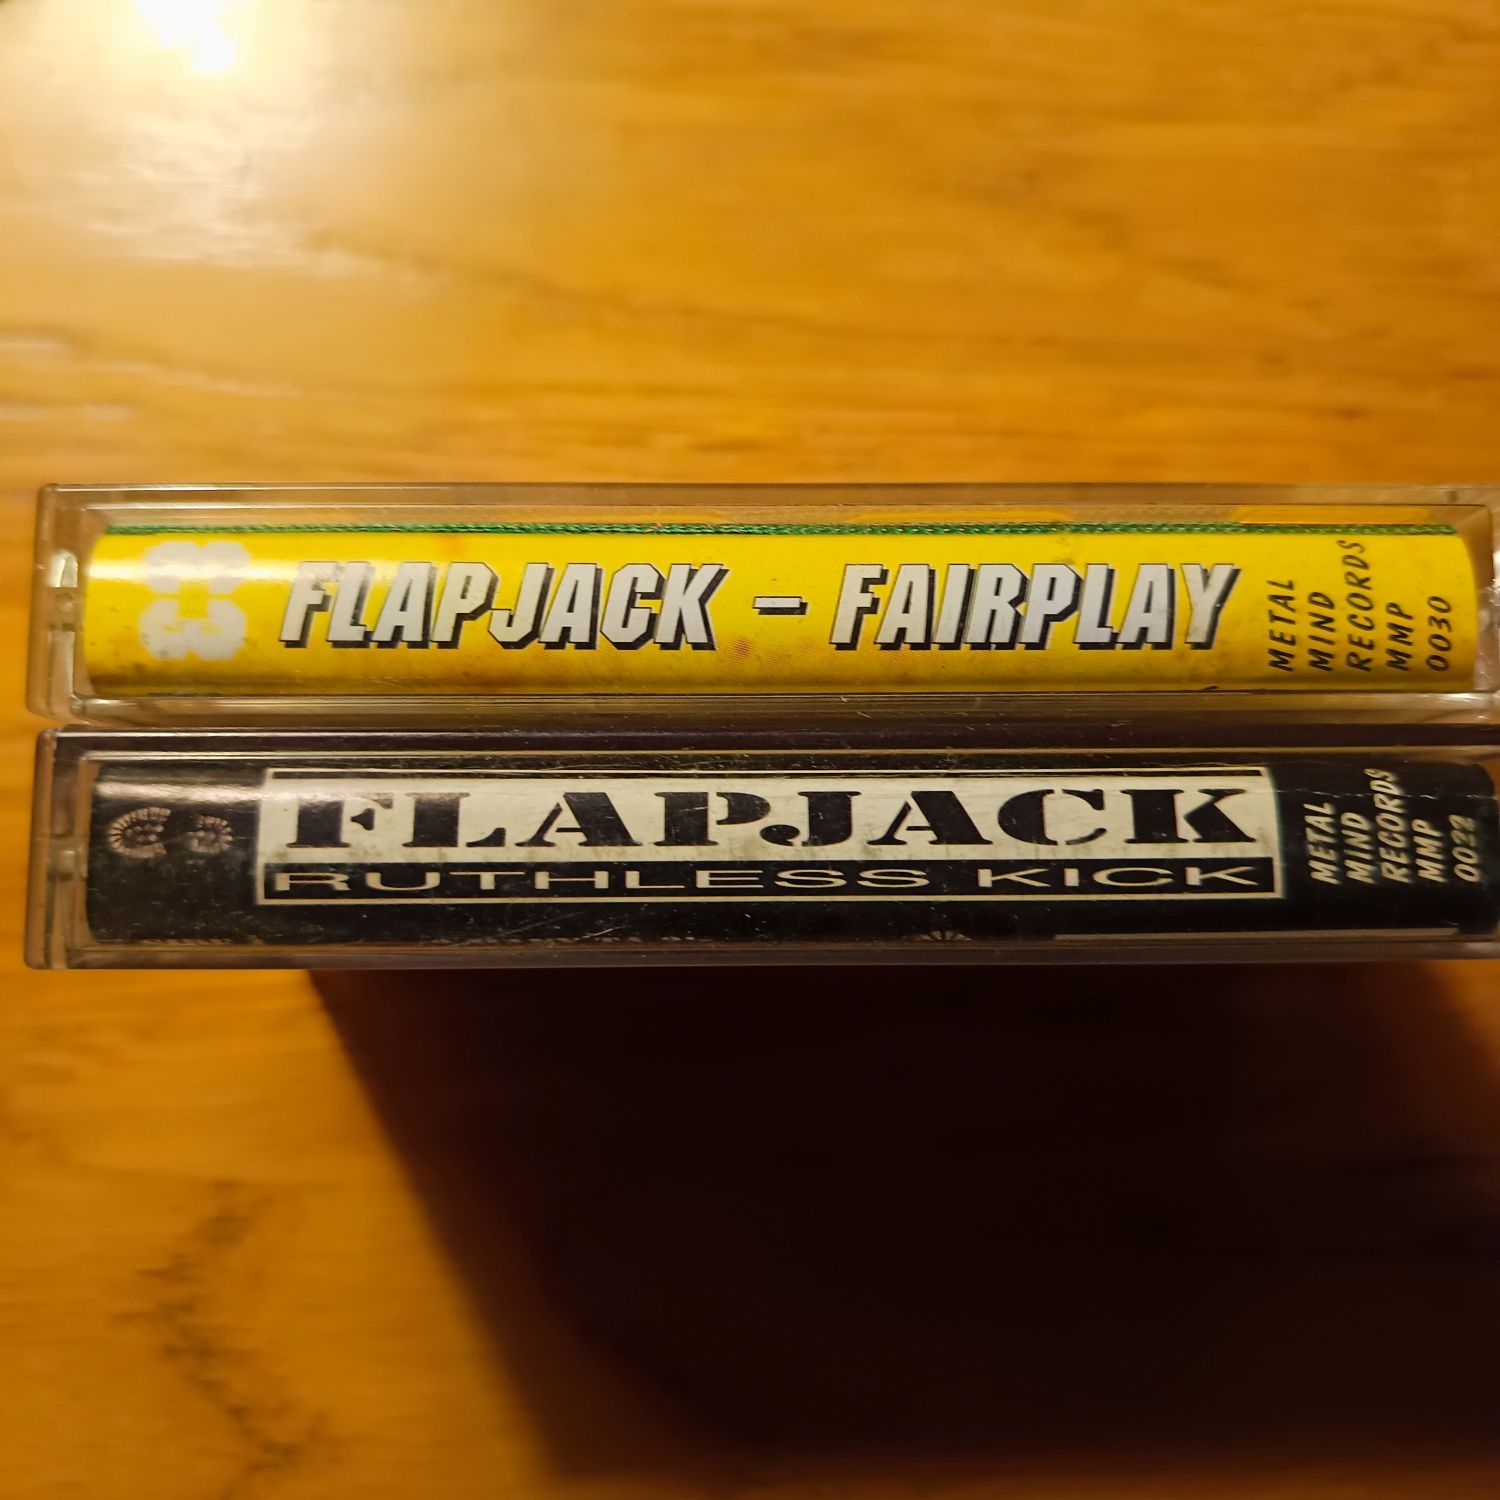 FLAPJACK - FAIRPLAY
METAL
MIND
RECORDS
MMP
0030
FLAPJACK
RUTHLESS KICK
METAL
MIND
RECORDS
MMP
0022